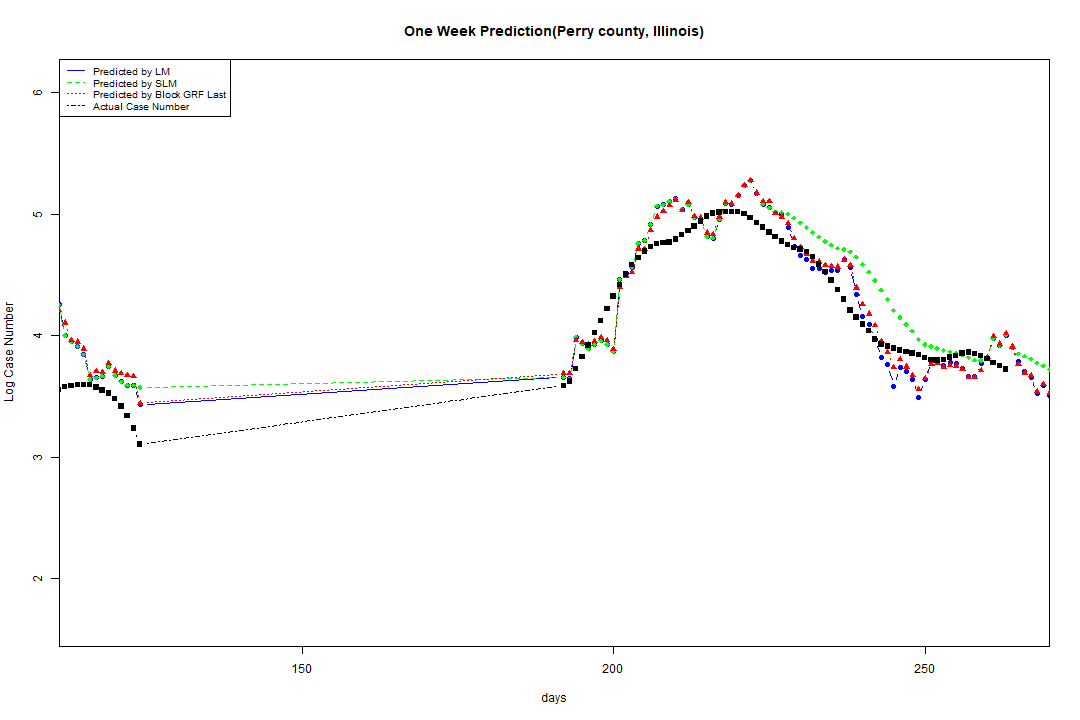 One Week Prediction(Perry county, Illinois)
Predicted by LM
Predicted by SLM
Predicted by Block GRF Last
Actual Case Number
6
5
4
3
2
Log Case Number
150
200
250
days